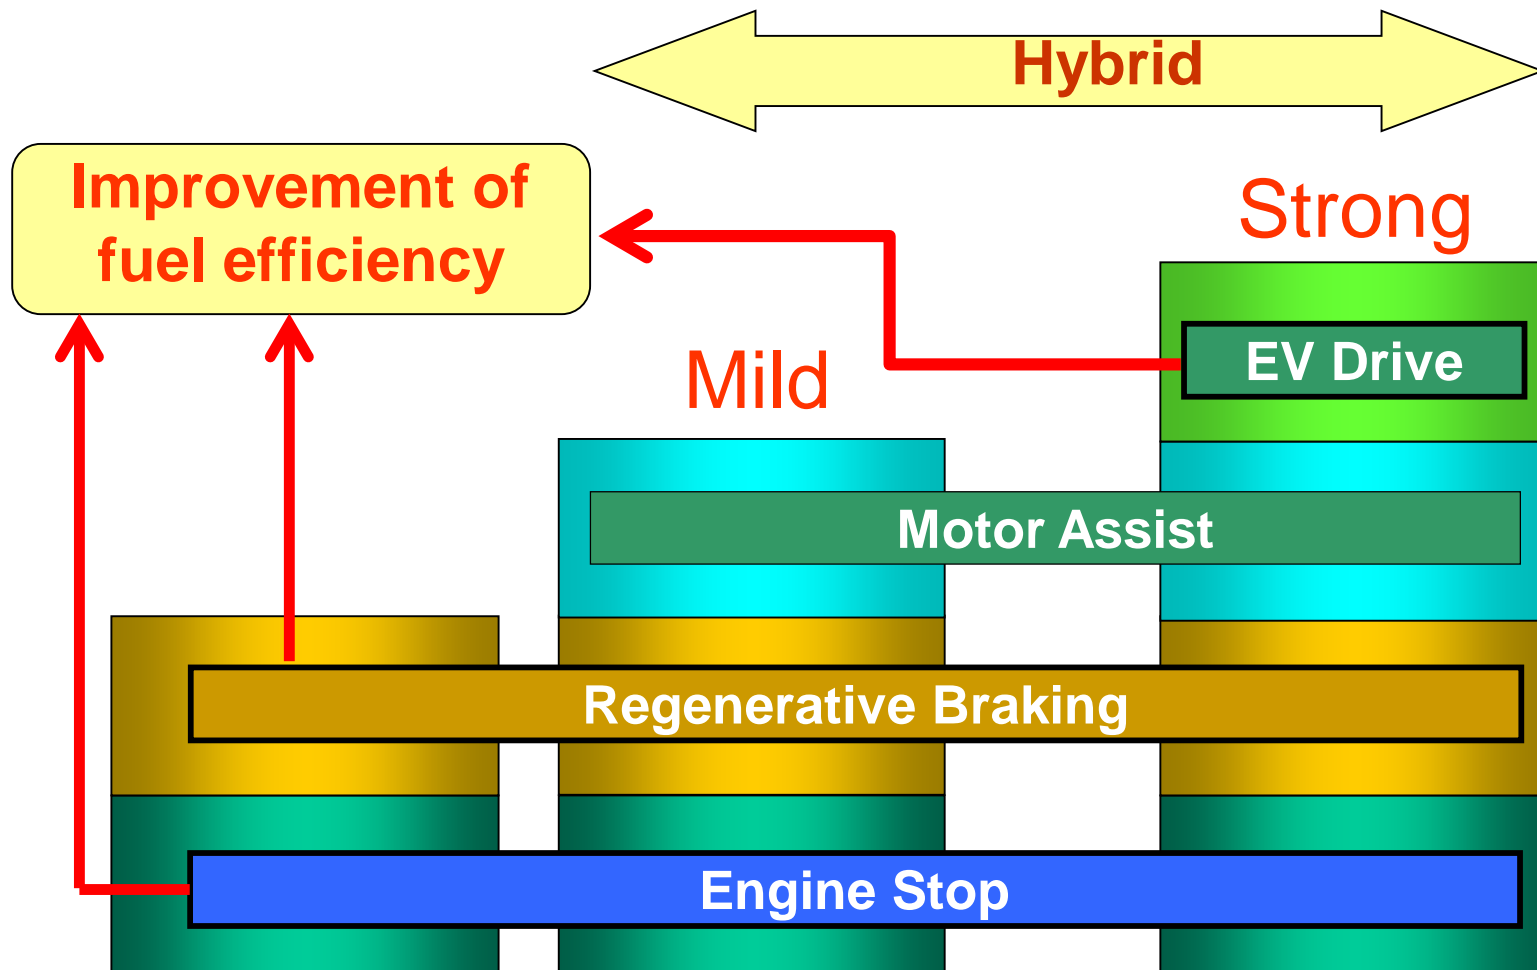 Hybrid
Improvement of
fuel efficiency
Strong
EV Drive
Mild
Motor Assist
Regenerative Braking
Engine Stop